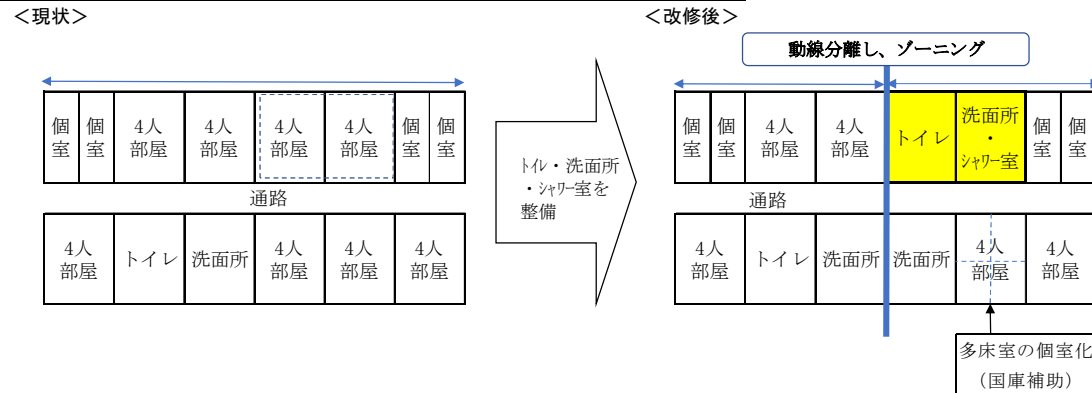 ＜現状＞
＜改修後＞
動線分離し、ゾーニング
個室
個室
4人
部屋
4人
部屋
4人
部屋
4人
部屋
個室
個室
通路
4人
部屋
トイレ
洗面所
4人
部屋
4人
部屋
4人
部屋
ﾄｲﾚ・洗面所
・ｼｬﾜｰ室を
整備
個室
個室
4人
部屋
4人
部屋
トイレ
洗面所
・
ｼｬﾜｰ室
個室
個室
通路
4人
部屋
トイレ
洗面所
洗面所
4人
部屋
4人
部屋
多床室の個室化
（国庫補助）